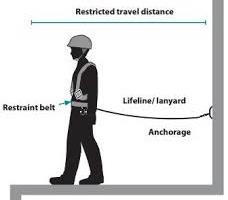 Restricted travel distance
Lifeline/ lanyard
Restraint belt
Anchorage